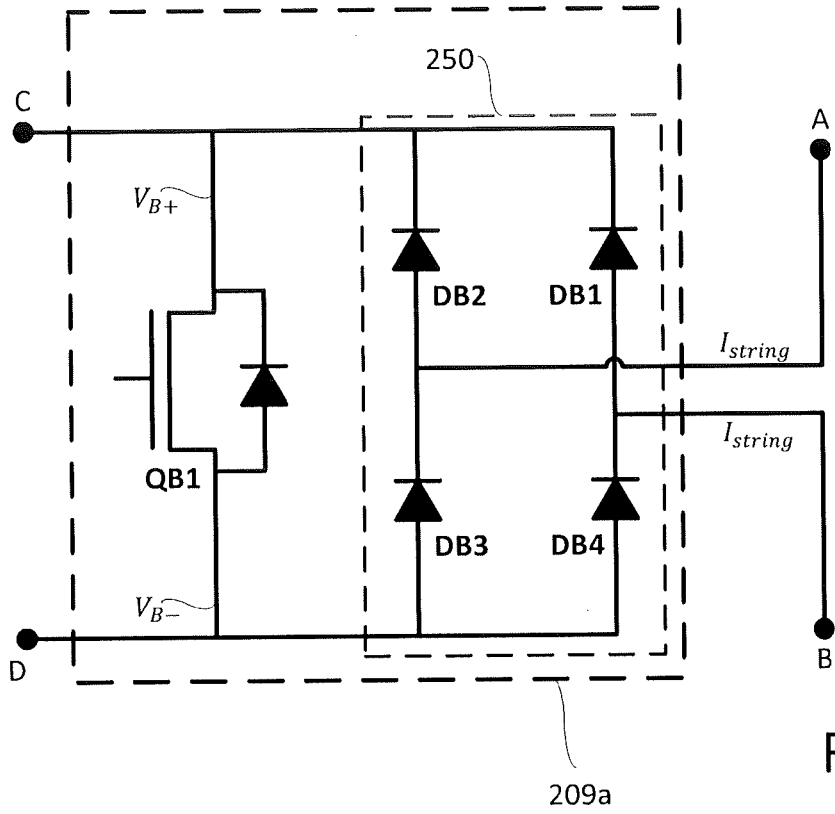 250
C
A
V_{B+}
DB2
DB1
I_{string}
I_{string}
QB1
DB3
DB4
V_{B−}
D
B
F
209a